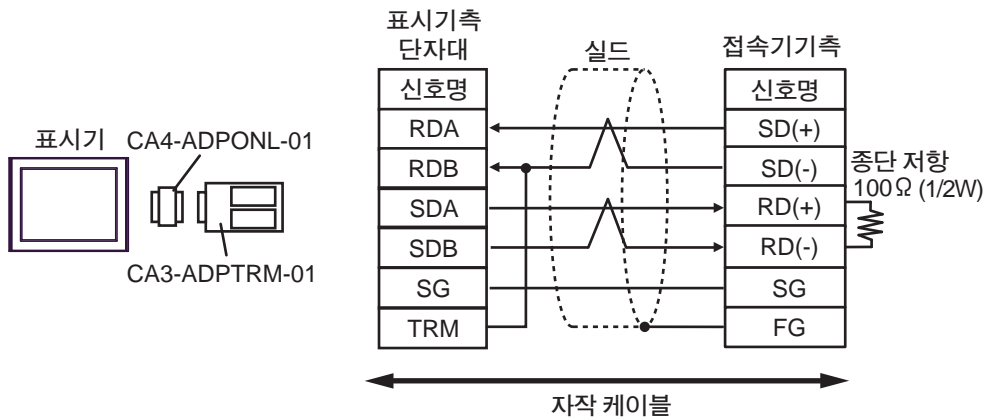 표시기
CA4-ADPONL-01
CA3-ADPTRM-01
표시기측
단자대
신호명
RDA
RDB
SDA
SDB
SG
TRM
실드
접속기기측
신호명
SD(+)
SD(-)
RD(+)
RD(-)
SG
FG
종단 저항
100Ω (1/2W)
자작 케이블